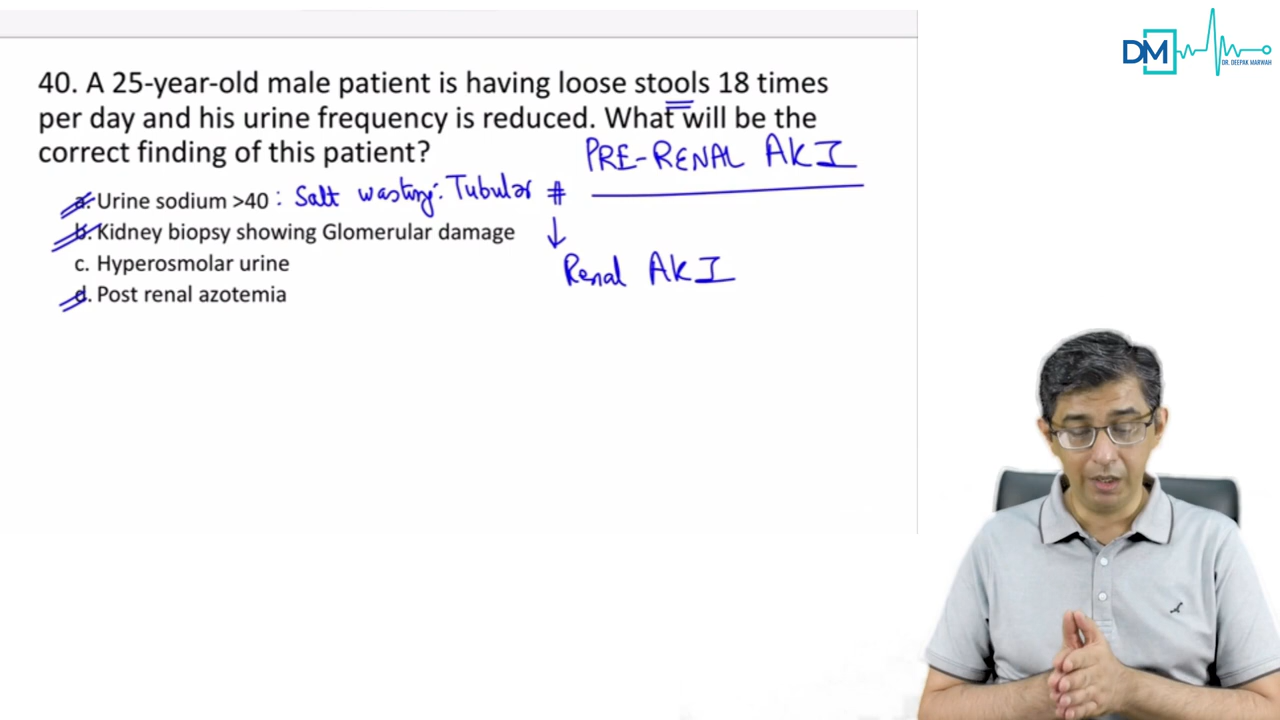 DM
DR. DEEPAK MARWAH
40. A 25-year-old male patient is having loose stools 18 times
per day and his urine frequency is reduced. What will be the
correct finding of this patient?
PRE-RENAL AKI
a. Urine sodium >40 : Salt wasting: Tubular #
b. Kidney biopsy showing Glomerular damage
Renal AKI
c. Hyperosmolar urine
d. Post renal azotemia